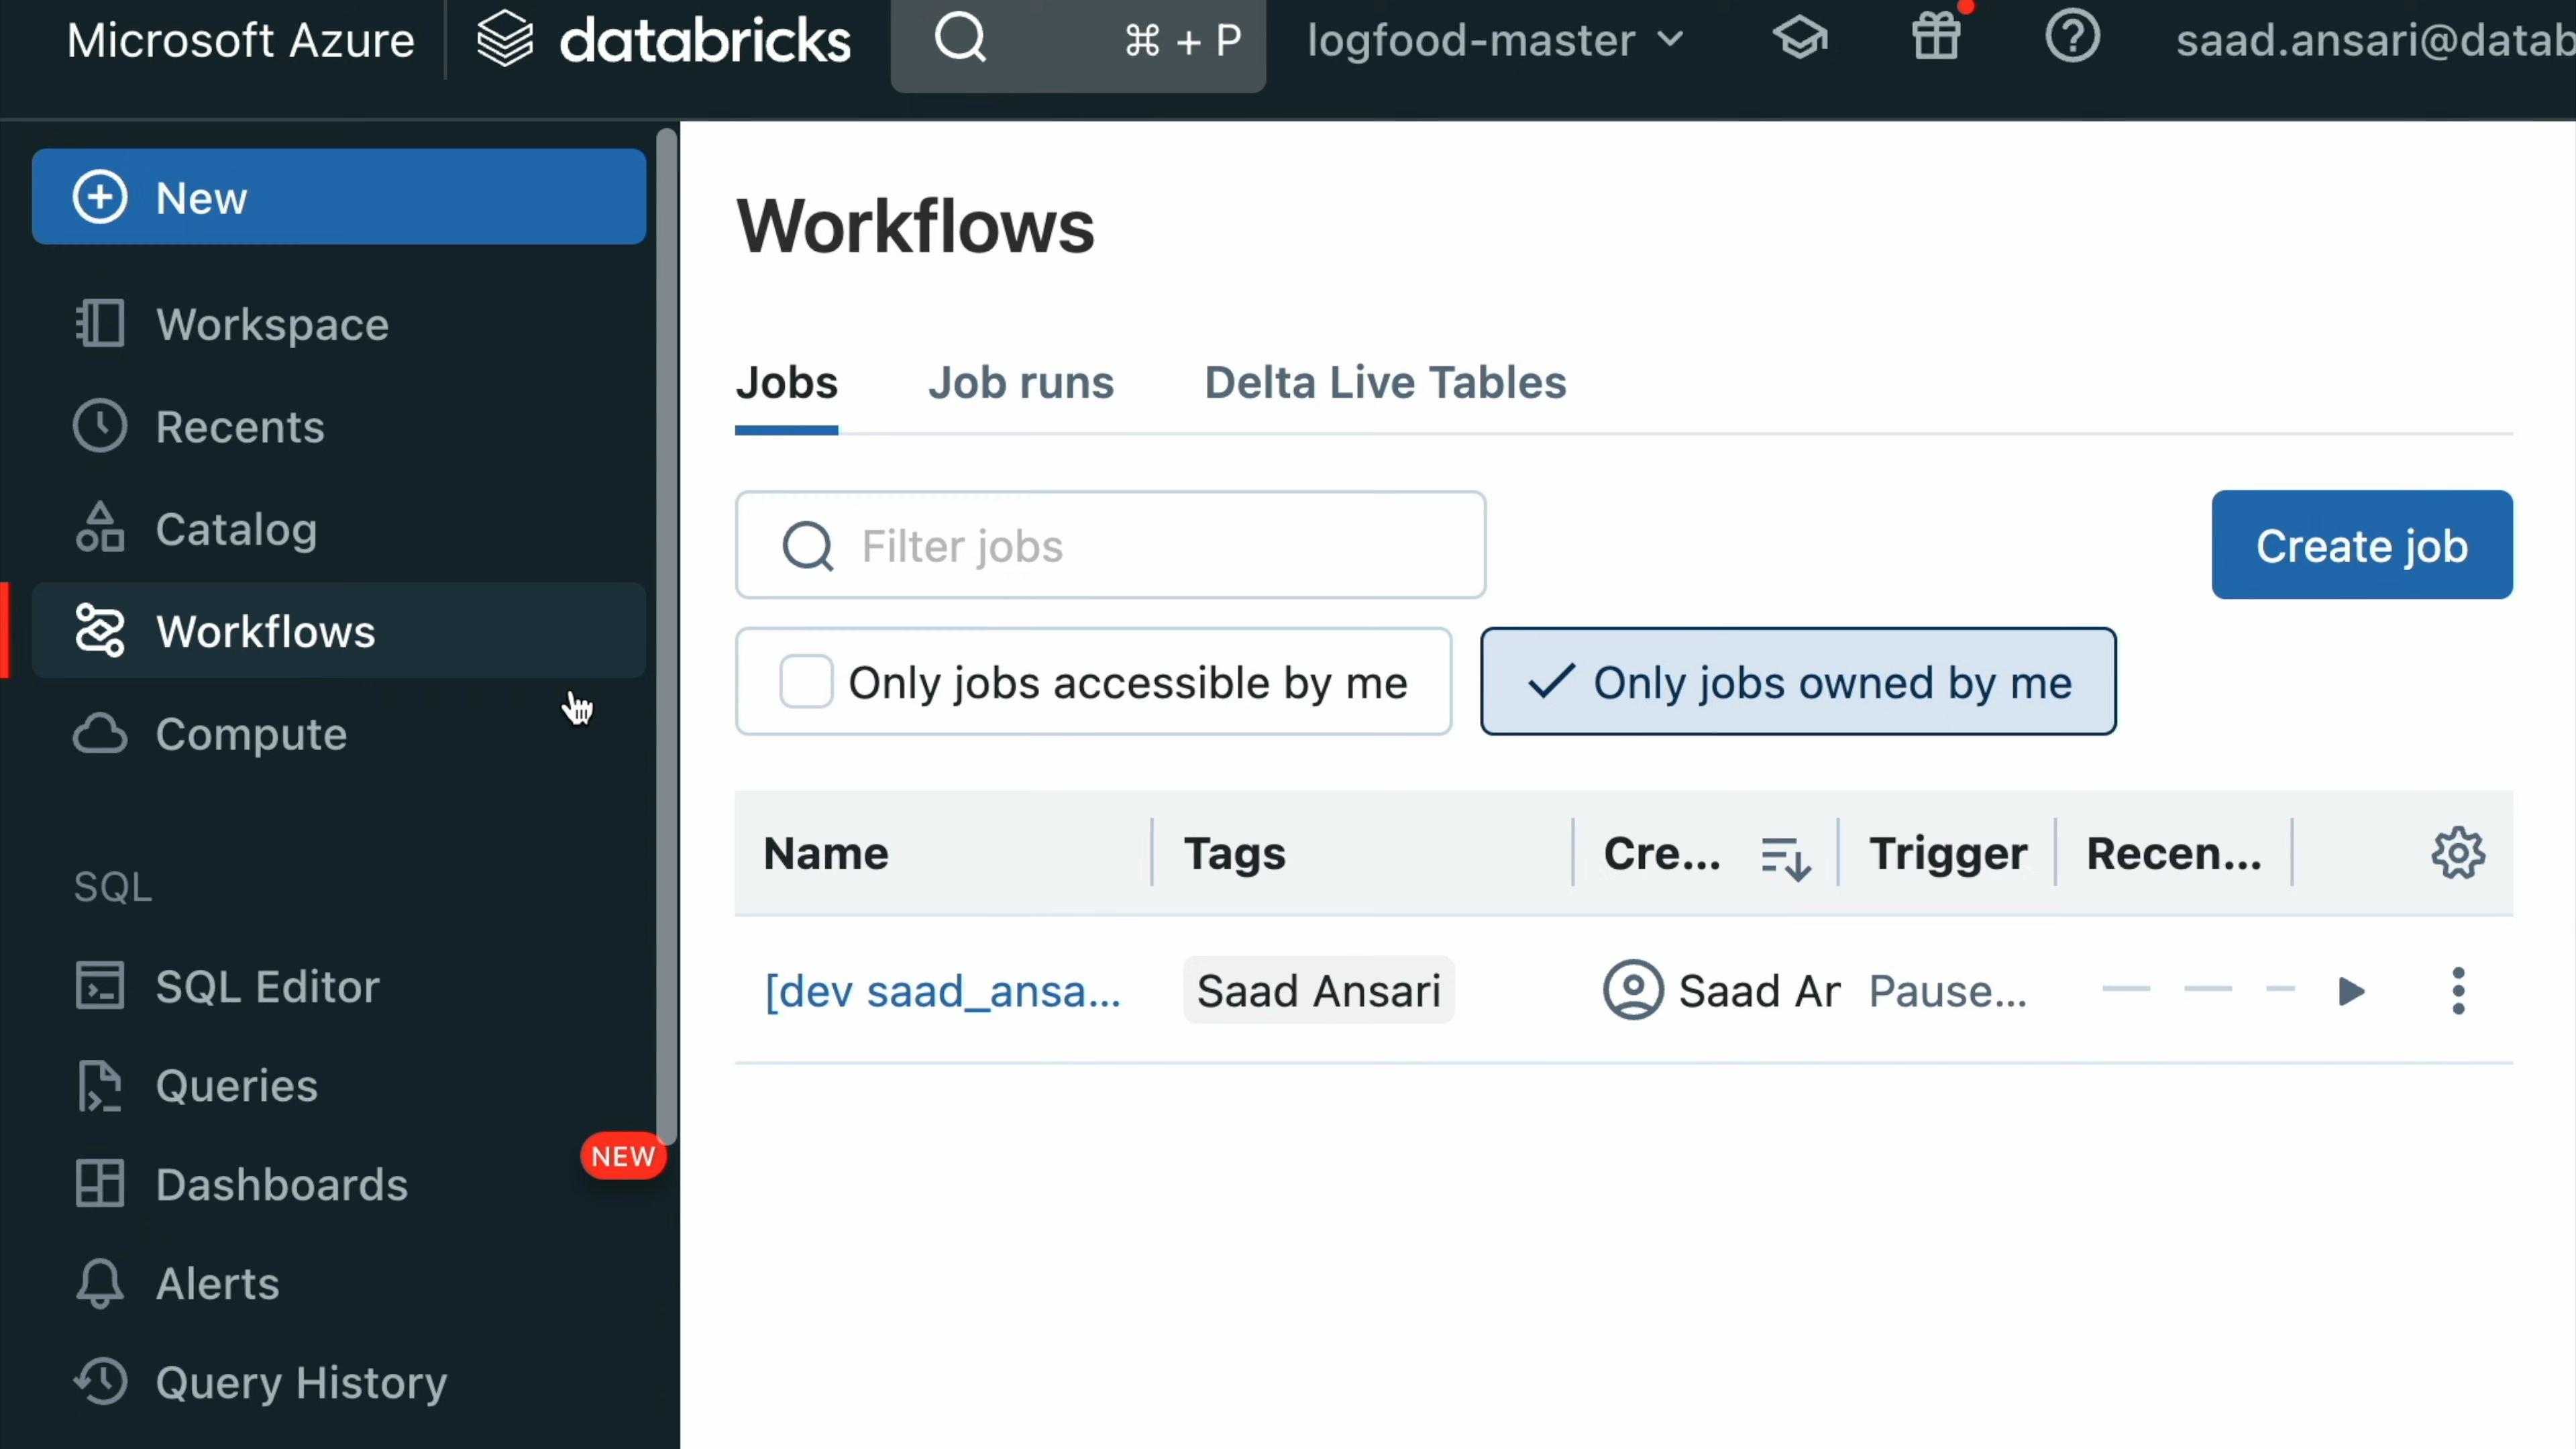 Microsoft Azure
databricks
⌘ + P
logfood-master
saad.ansari@datab
New
Workspace
Recents
Catalog
Workflows
Compute
SQL
SQL Editor
Queries
NEW
Dashboards
Alerts
Query History
Workflows
Jobs Job runs Delta Live Tables
Filter jobs
Create job
Only jobs accessible by me
Only jobs owned by me
Name Tags Cre... Trigger Recen...
[dev saad_ansa... Saad Ansari Saad Ar Pause...